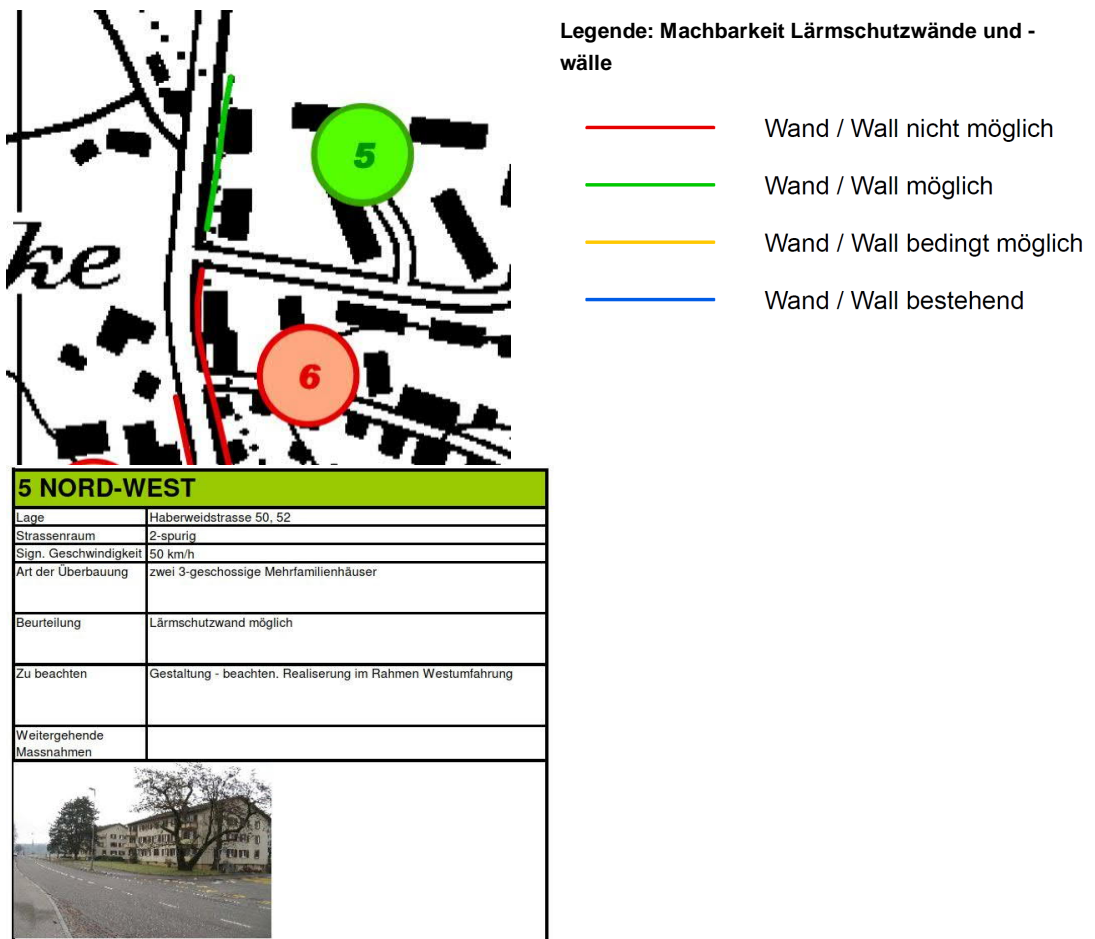 ke
5
6
Legende: Machbarkeit Lärmschutzwände und -
wälle
Wand / Wall nicht möglich
Wand / Wall möglich
Wand / Wall bedingt möglich
Wand / Wall bestehend
5 NORD-WEST
Lage Haberweidstrasse 50, 52
Strassenraum 2-spurig
Sign. Geschwindigkeit 50 km/h
Art der Überbauung zwei 3-geschossige Mehrfamilienhäuser
Beurteilung Lärmschutzwand möglich
Zu beachten Gestaltung - beachten. Realiserung im Rahmen Westumfahrung
Weitergehende
Massnahmen